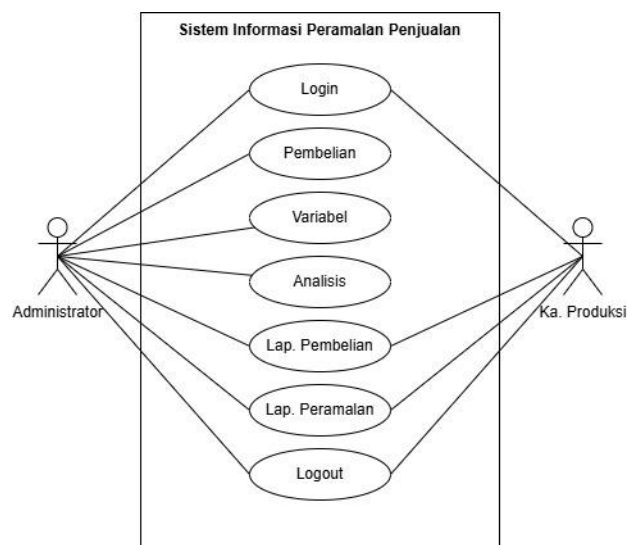 Sistem Informasi Peramalan Penjualan
Login
Pembelian
Variabel
Analisis
Administrator
Ka. Produksi
Lap. Pembelian
Lap. Peramalan
Logout